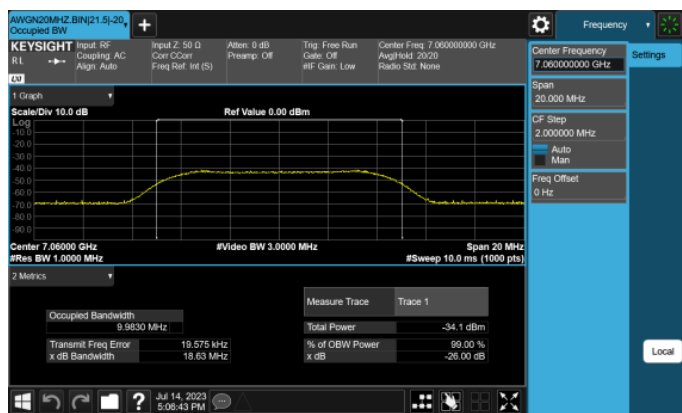 AWGN20MHZ.BIN|21.5|-20,
Occupied BW
Frequency
KEYSIGHT
RL
LXI
Input: RF
Coupling: AC
Align: Auto
Input Z: 50 Ω
Corr CCorr
Freq Ref: Int (S)
Atten: 0 dB
Preamp: Off
Trig: Free Run
Gate: Off
#IF Gain: Low
Center Freq: 7.060000000 GHz
Avg|Hold: 20/20
Radio Std: None
Center Frequency
7.060000000 GHz
Settings
Span
20.000 MHz
CF Step
2.000000 MHz
Auto
Man
Freq Offset
0 Hz
Local
1 Graph
Scale/Div 10.0 dB
Ref Value 0.00 dBm
Log
-10.0
-20.0
-30.0
-40.0
-50.0
-60.0
-70.0
-80.0
-90.0
Center 7.06000 GHz
#Video BW 3.0000 MHz
Span 20 MHz
#Res BW 1.0000 MHz
#Sweep 10.0 ms (1000 pts)
2 Metrics
Measure Trace
Trace 1
Occupied Bandwidth
9.9830 MHz
Total Power
-34.1 dBm
Transmit Freq Error
19.575 kHz
% of OBW Power
99.00 %
x dB Bandwidth
18.63 MHz
x dB
-26.00 dB
?
Jul 14, 2023
5:06:43 PM